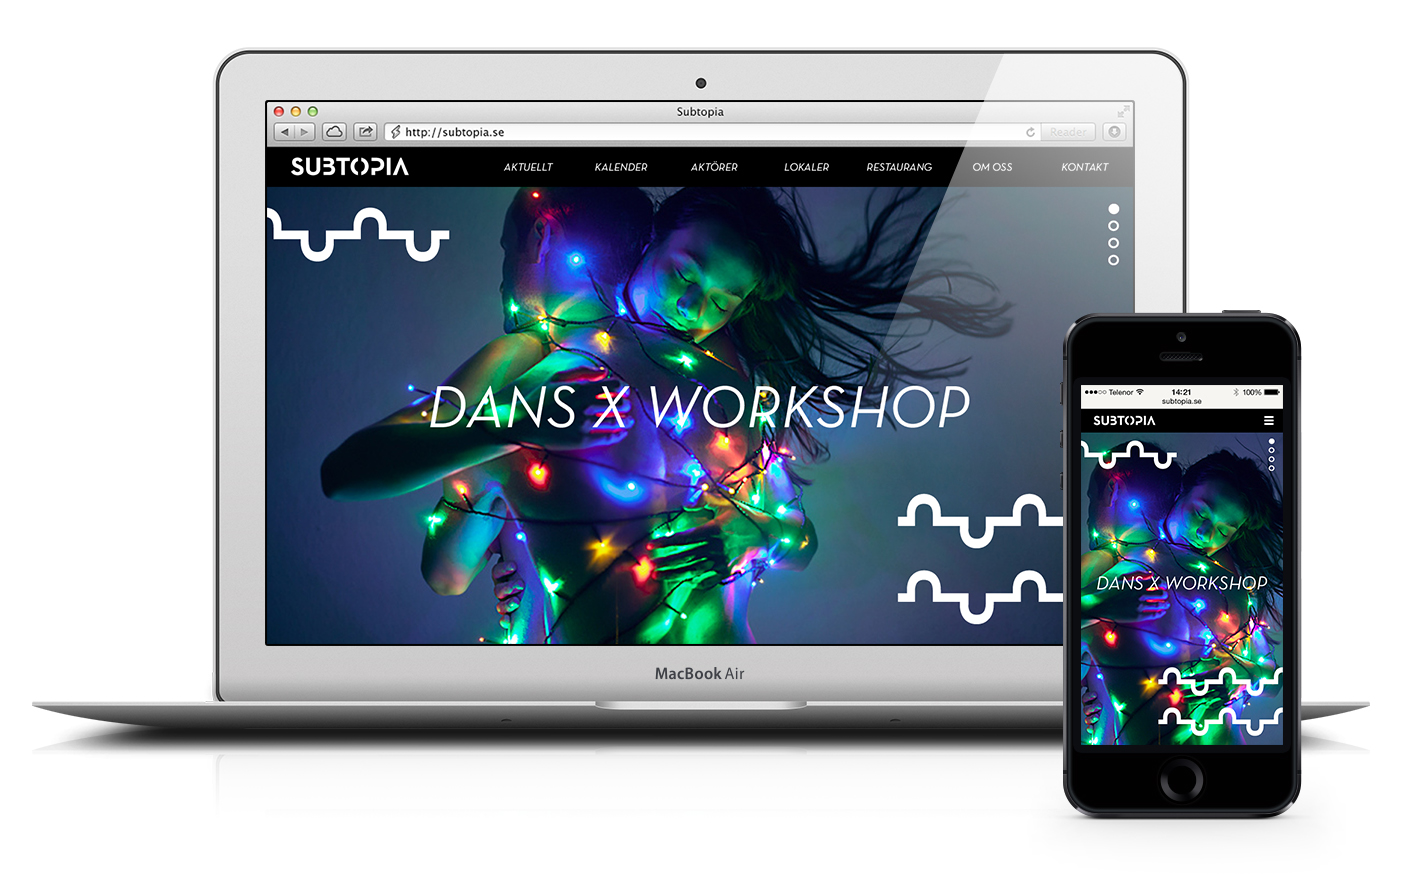 Subtopia
http://subtopia.se
Reader
SUBTOPIA
AKTUELLT KALENDER AKTÖRER LOKALER RESTAURANG OM OSS KONTAKT
DANS X WORKSHOP
MacBook Air
Telenor 14:21 100%
subtopia.se
SUBTOPIA
DANS X WORKSHOP